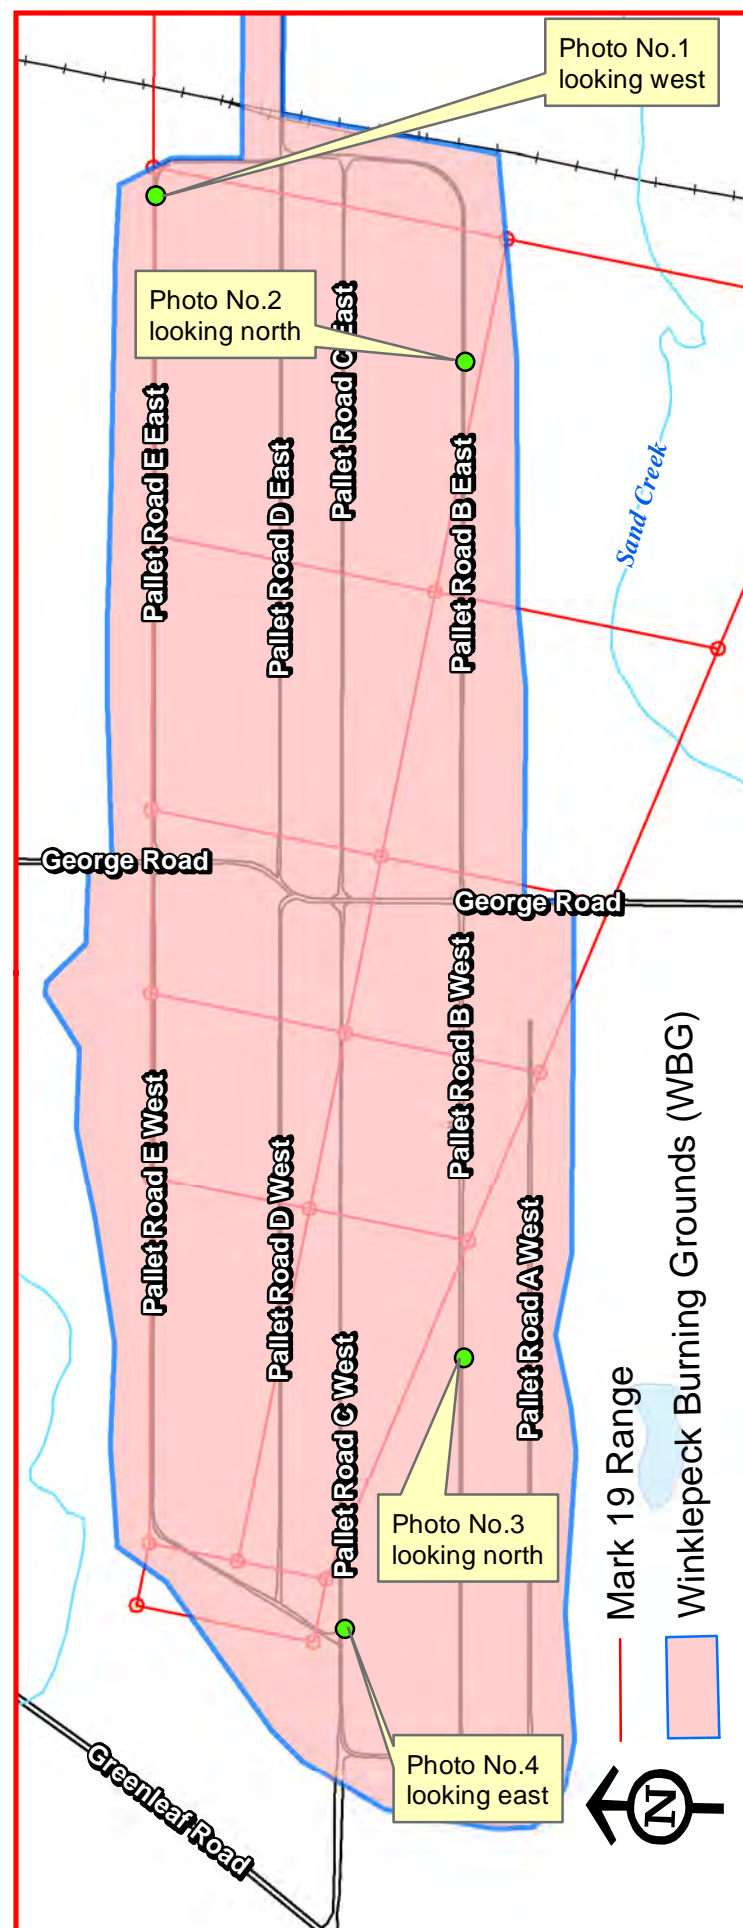 Photo No.1
looking west
Photo No.2
looking north
Pallet Road E East
Pallet Road D East
Pallet Road C East
Pallet Road B East
Sand Creek
George Road
George Road
Pallet Road E West
Pallet Road D West
Pallet Road C West
Pallet Road B West
Pallet Road A West
Photo No.3
looking north
Photo No.4
looking east
Greenleaf Road
Mark 19 Range
Winklepeck Burning Grounds (WBG)
N